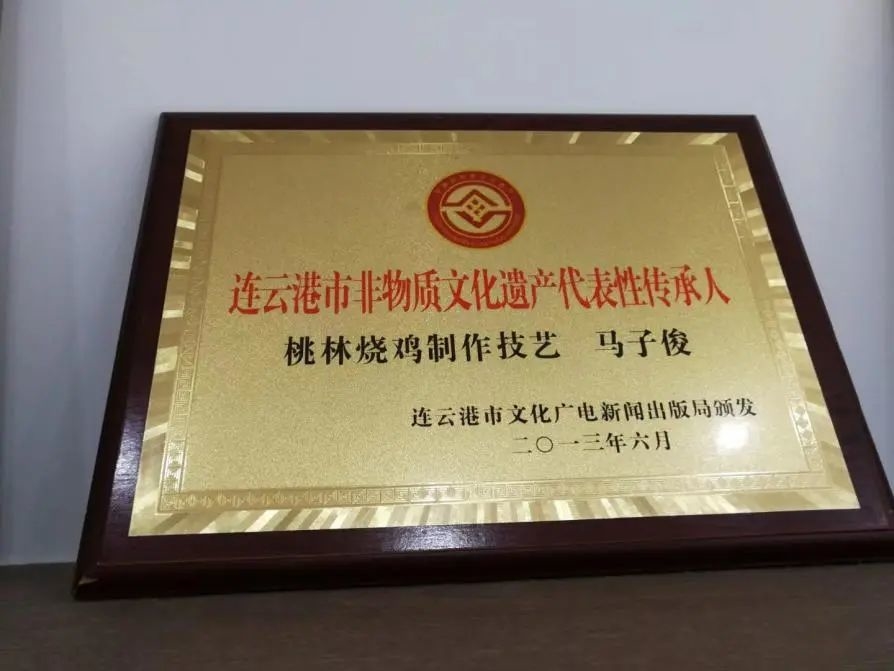 连云港市非物质文化遗产代表性传承人
桃林烧鸡制作技艺 马子俊
连云港市文化广电新闻出版局颁发
二〇一三年六月